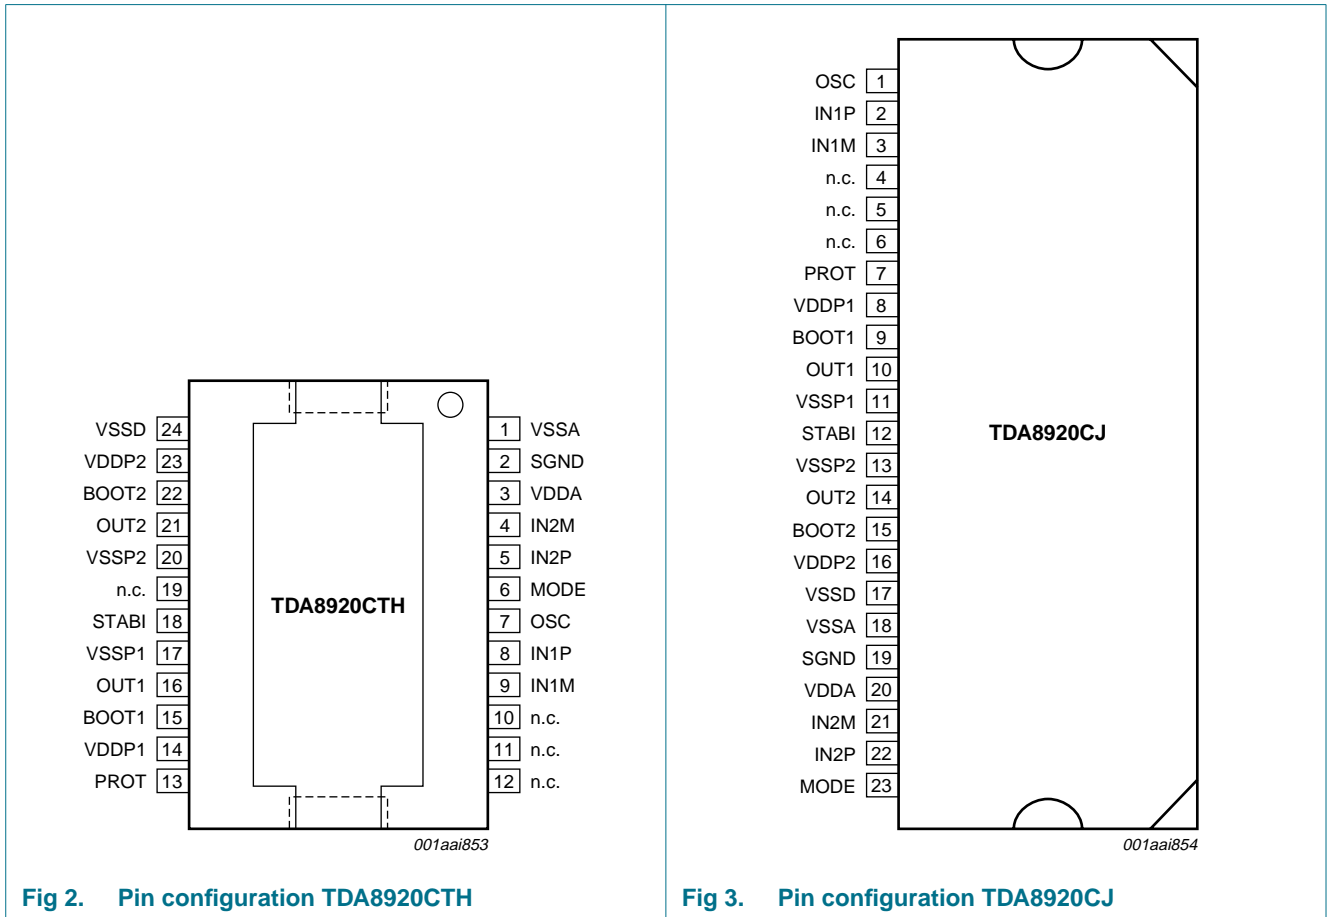 VSSD 24
VDDP2 23
BOOT2 22
OUT2 21
VSSP2 20
n.c. 19
STABI 18
VSSP1 17
OUT1 16
BOOT1 15
VDDP1 14
PROT 13
TDA8920CTH
1 VSSA
2 SGND
3 VDDA
4 IN2M
5 IN2P
6 MODE
7 OSC
8 IN1P
9 IN1M
10 n.c.
11 n.c.
12 n.c.
001aai853
Fig 2. Pin configuration TDA8920CTH
OSC 1
IN1P 2
IN1M 3
n.c. 4
n.c. 5
n.c. 6
PROT 7
VDDP1 8
BOOT1 9
OUT1 10
VSSP1 11
STABI 12
VSSP2 13
OUT2 14
BOOT2 15
VDDP2 16
VSSD 17
VSSA 18
SGND 19
VDDA 20
IN2M 21
IN2P 22
MODE 23
TDA8920CJ
001aai854
Fig 3. Pin configuration TDA8920CJ